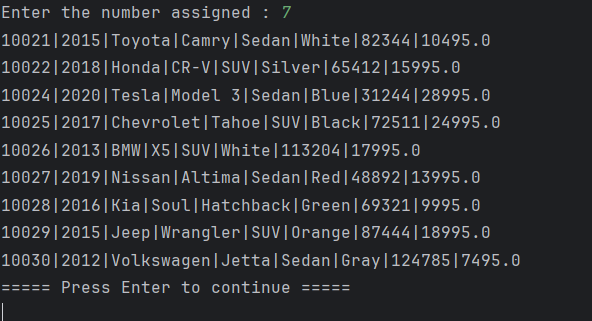 Enter the number assigned : 7
10021|2015|Toyota|Camry|Sedan|White|82344|10495.0
10022|2018|Honda|CR-V|SUV|Silver|65412|15995.0
10024|2020|Tesla|Model 3|Sedan|Blue|31244|28995.0
10025|2017|Chevrolet|Tahoe|SUV|Black|72511|24995.0
10026|2013|BMW|X5|SUV|White|113204|17995.0
10027|2019|Nissan|Altima|Sedan|Red|48892|13995.0
10028|2016|Kia|Soul|Hatchback|Green|69321|9995.0
10029|2015|Jeep|Wrangler|SUV|Orange|87444|18995.0
10030|2012|Volkswagen|Jetta|Sedan|Gray|124785|7495.0
===== Press Enter to continue =====